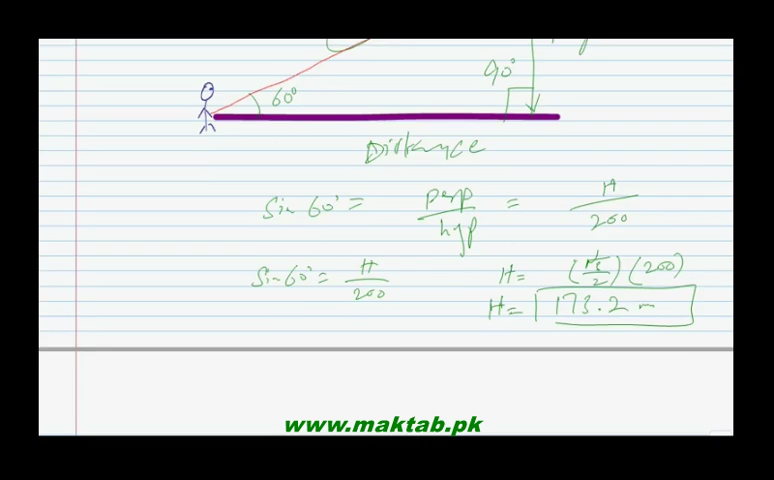 90°
60°
Distance
Sin 60° = perp/hyp = H/200
Sin 60° = H/200
H = (√3/2)(200)
H = 173.2 m
www.maktab.pk